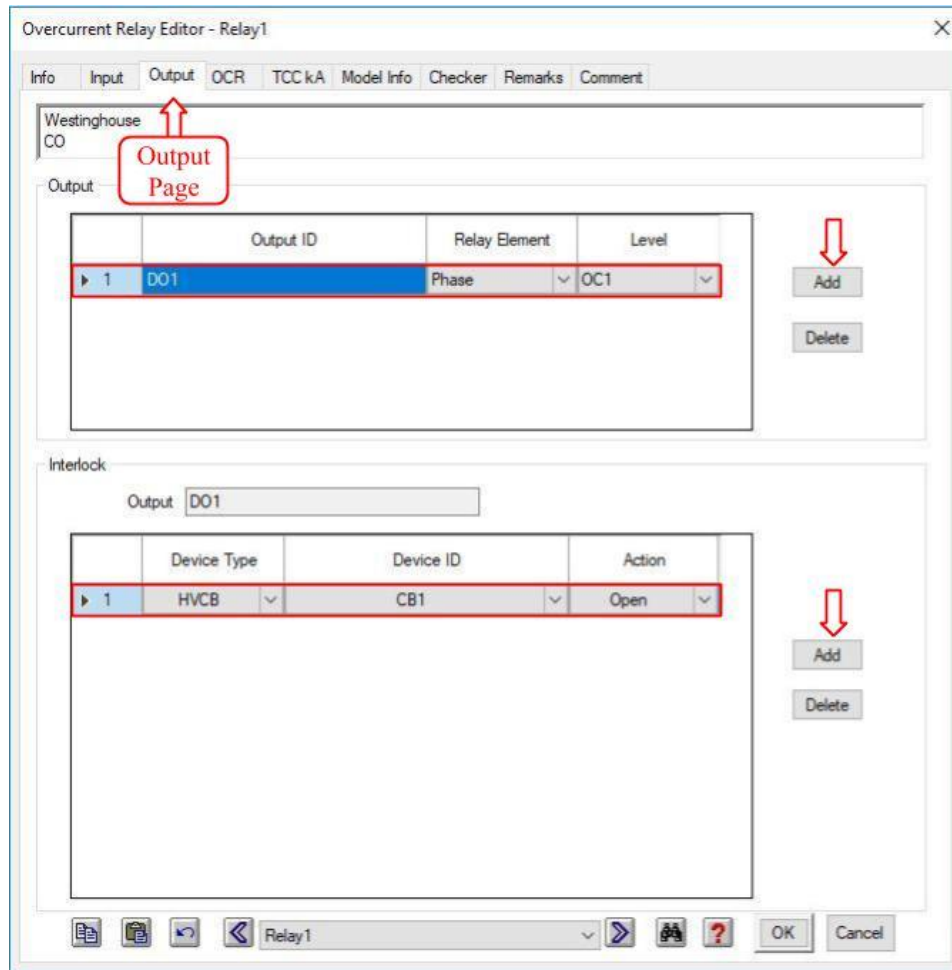 Overcurrent Relay Editor - Relay1
Info Input Output OCR TCC kA Model Info Checker Remarks Comment
Westinghouse
CO
Output
Page
Output
Output ID Relay Element Level
1 DO1 Phase OC1
Add
Delete
Interlock
Output DO1
Device Type Device ID Action
1 HVCB CB1 Open
Add
Delete
Relay1 ? OK Cancel